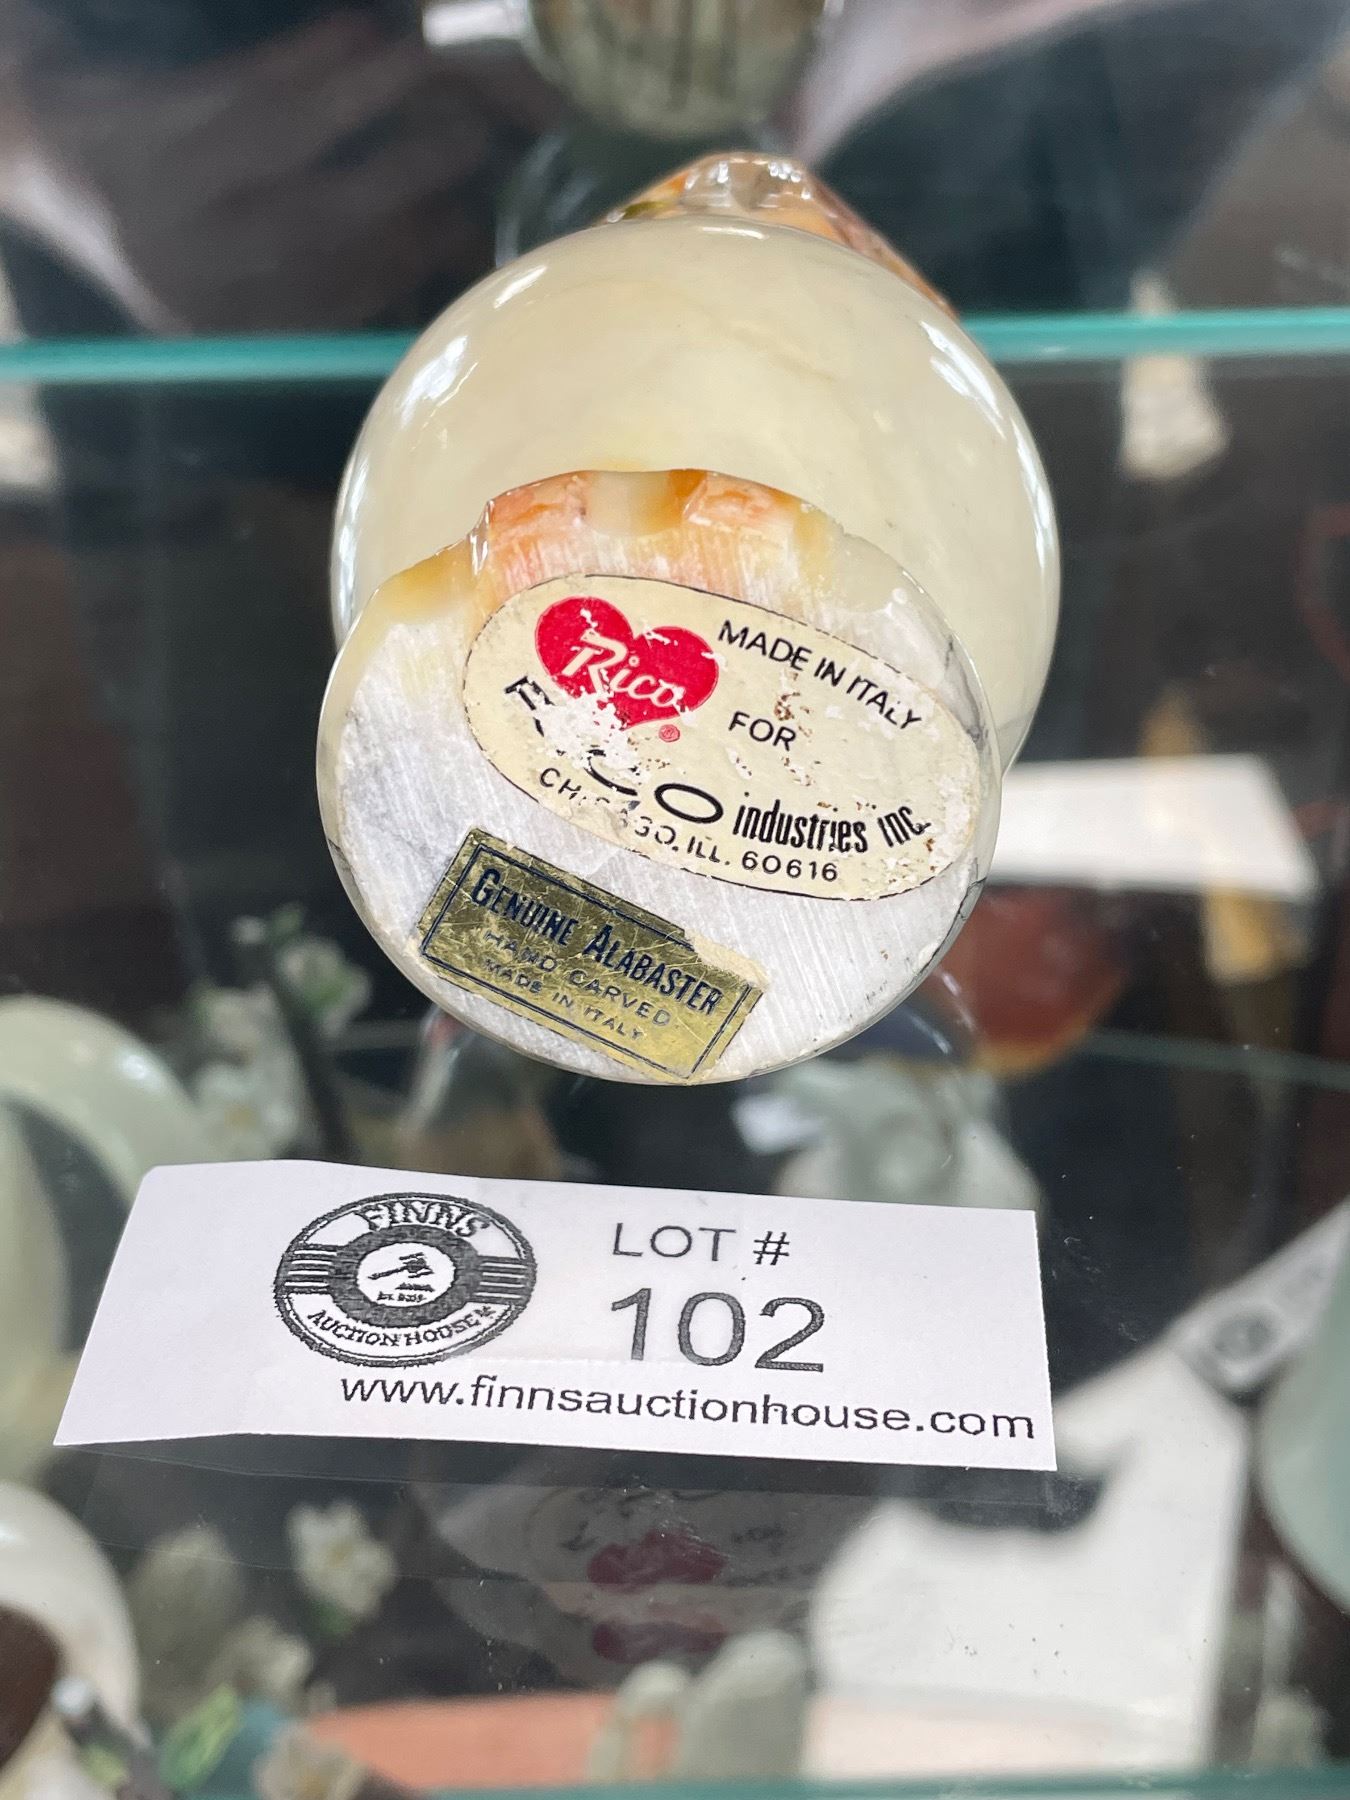 Rico
®
MADE IN ITALY
FOR
industries inc.
ILL. 60616
GENUINE ALABASTER
HAND CARVED
MADE IN ITALY
FINNS
AUCTION HOUSE
LOT #
102
www.finnsauctionhouse.com